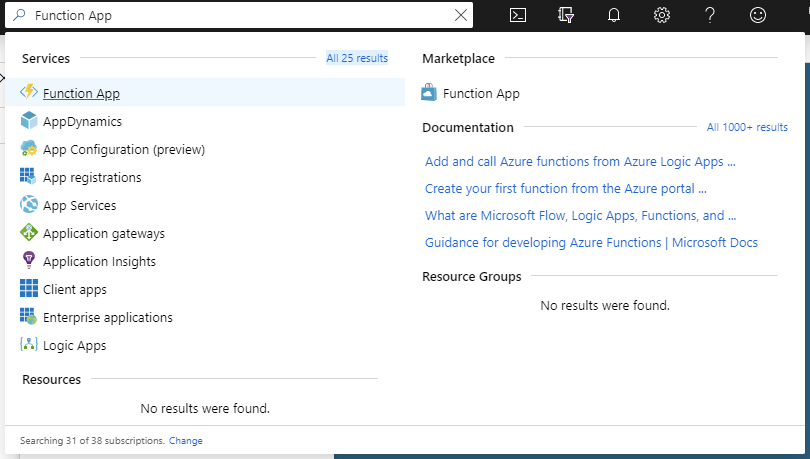 Function App
Services
All 25 results
Function App
AppDynamics
App Configuration (preview)
App registrations
App Services
Application gateways
Application Insights
Client apps
Enterprise applications
Logic Apps
Resources
No results were found.
Marketplace
Function App
Documentation
All 1000+ results
Add and call Azure functions from Azure Logic Apps ...
Create your first function from the Azure portal ...
What are Microsoft Flow, Logic Apps, Functions, and ...
Guidance for developing Azure Functions | Microsoft Docs
Resource Groups
No results were found.
Searching 31 of 38 subscriptions. Change